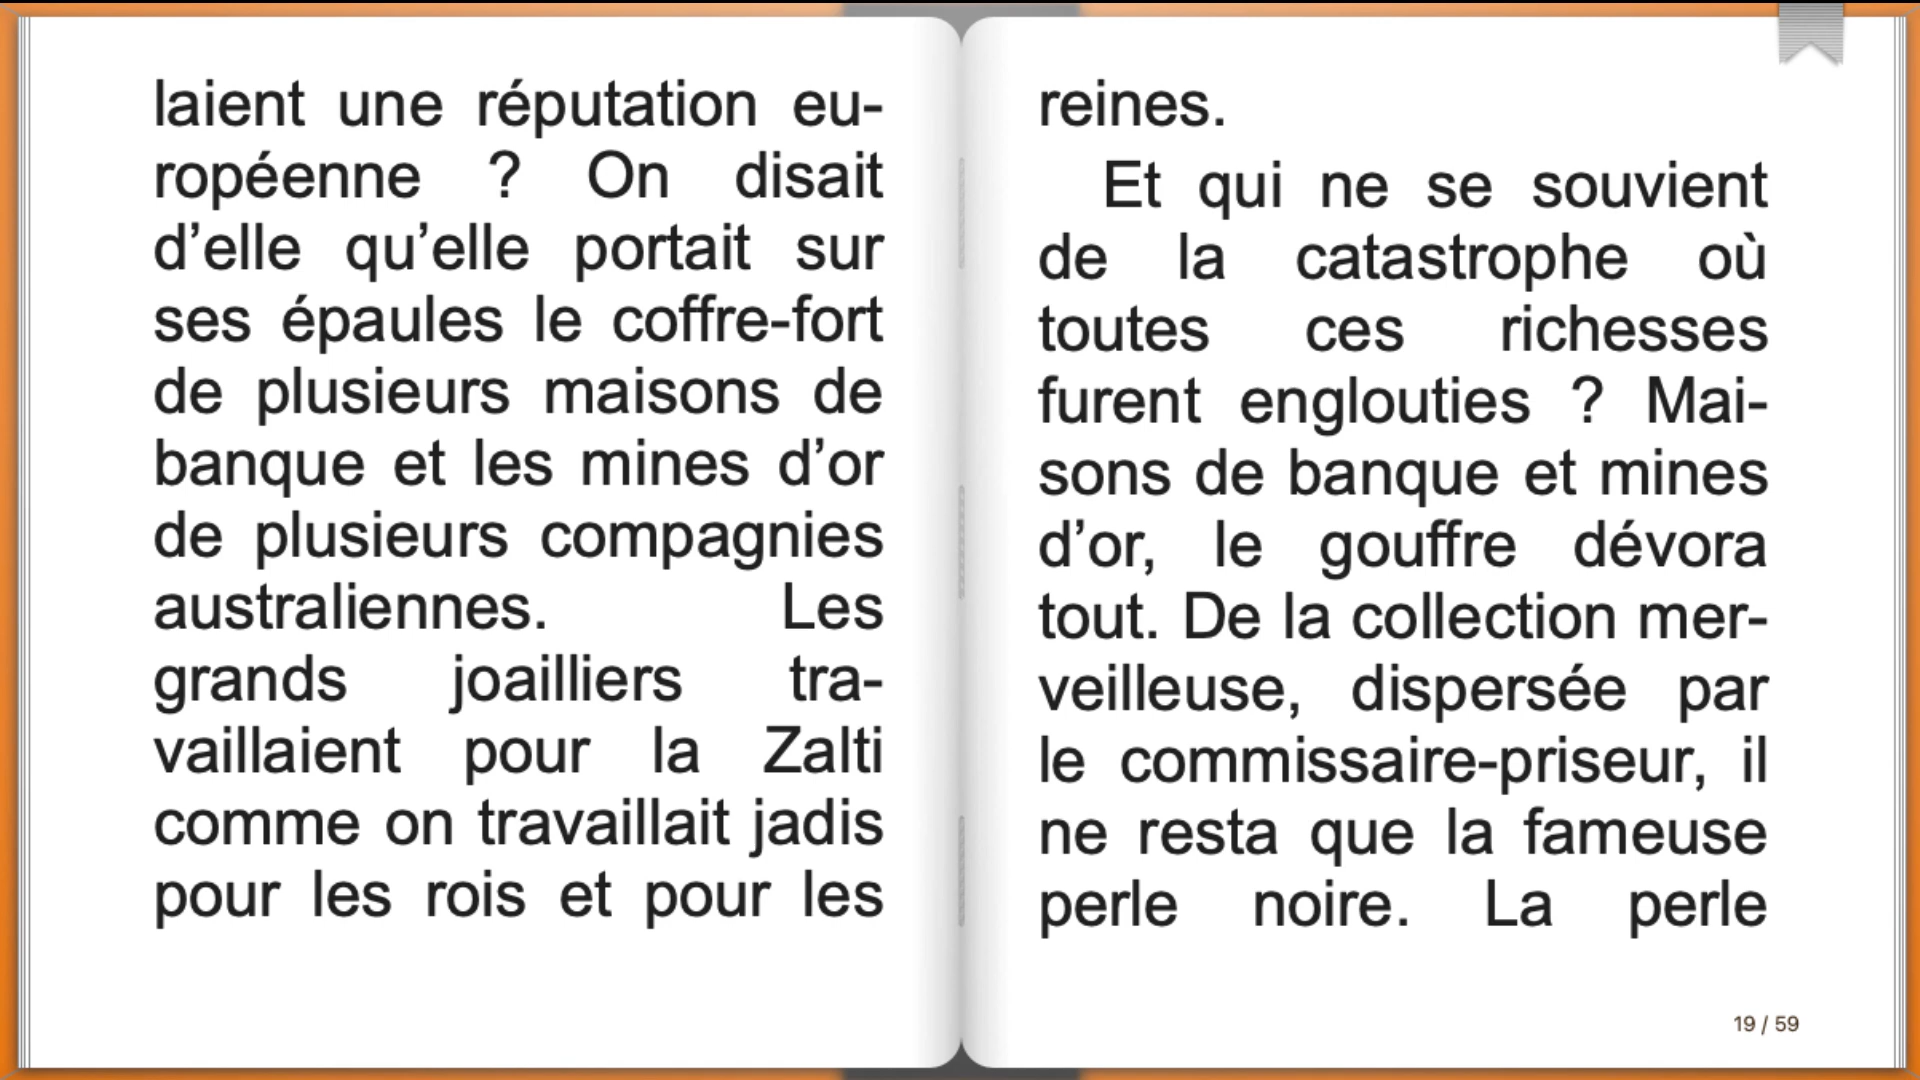 laient une réputation eu-
ropéenne ? On disait
d’elle qu’elle portait sur
ses épaules le coffre-fort
de plusieurs maisons de
banque et les mines d’or
de plusieurs compagnies
australiennes. Les
grands joailliers tra-
vaillaient pour la Zalti
comme on travaillait jadis
pour les rois et pour les
reines.
Et qui ne se souvient
de la catastrophe où
toutes ces richesses
furent englouties ? Mai-
sons de banque et mines
d’or, le gouffre dévora
tout. De la collection mer-
veilleuse, dispersée par
le commissaire-priseur, il
ne resta que la fameuse
perle noire. La perle
19 / 59